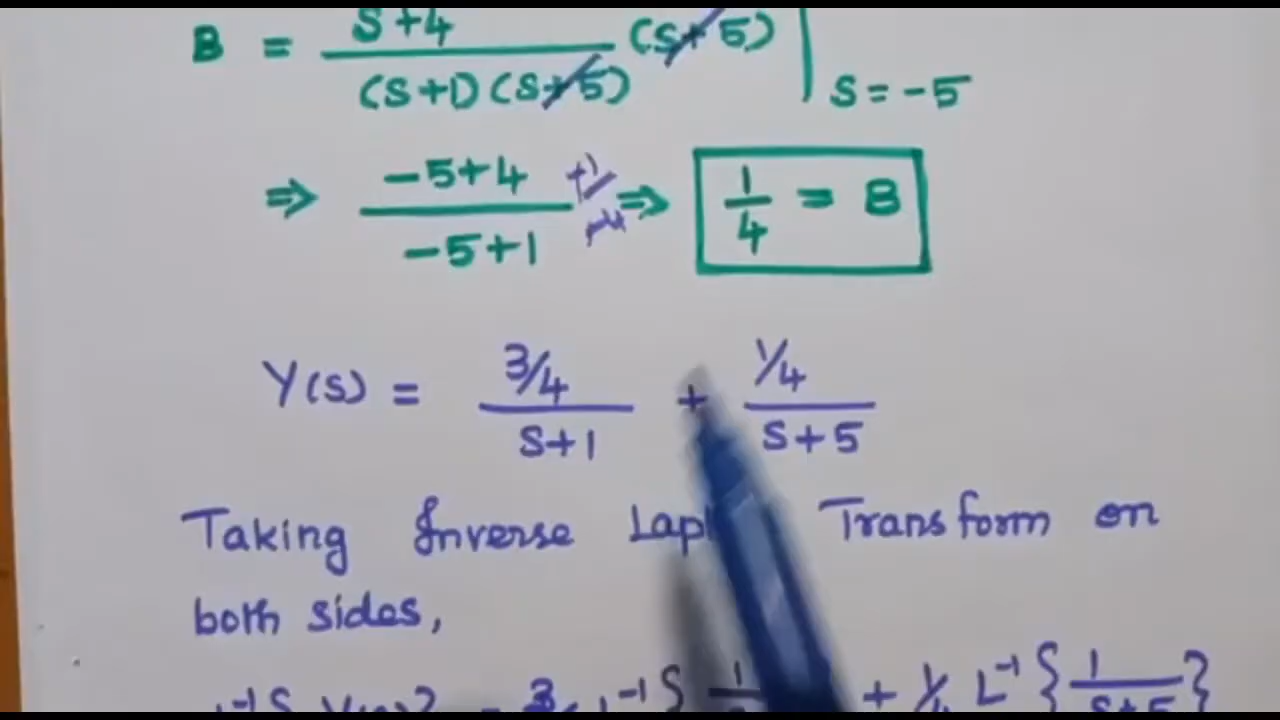 B = S+4 / (S+1)(S+5) (S+5) | S=-5
⇒ -5+4 / -5+1 ⇒ 1/4 = B
Y(S) = 3/4 / S+1 + 1/4 / S+5
Taking Inverse Transform on
both sides,
+ 1/4 L⁻¹ { 1 / S+5 }